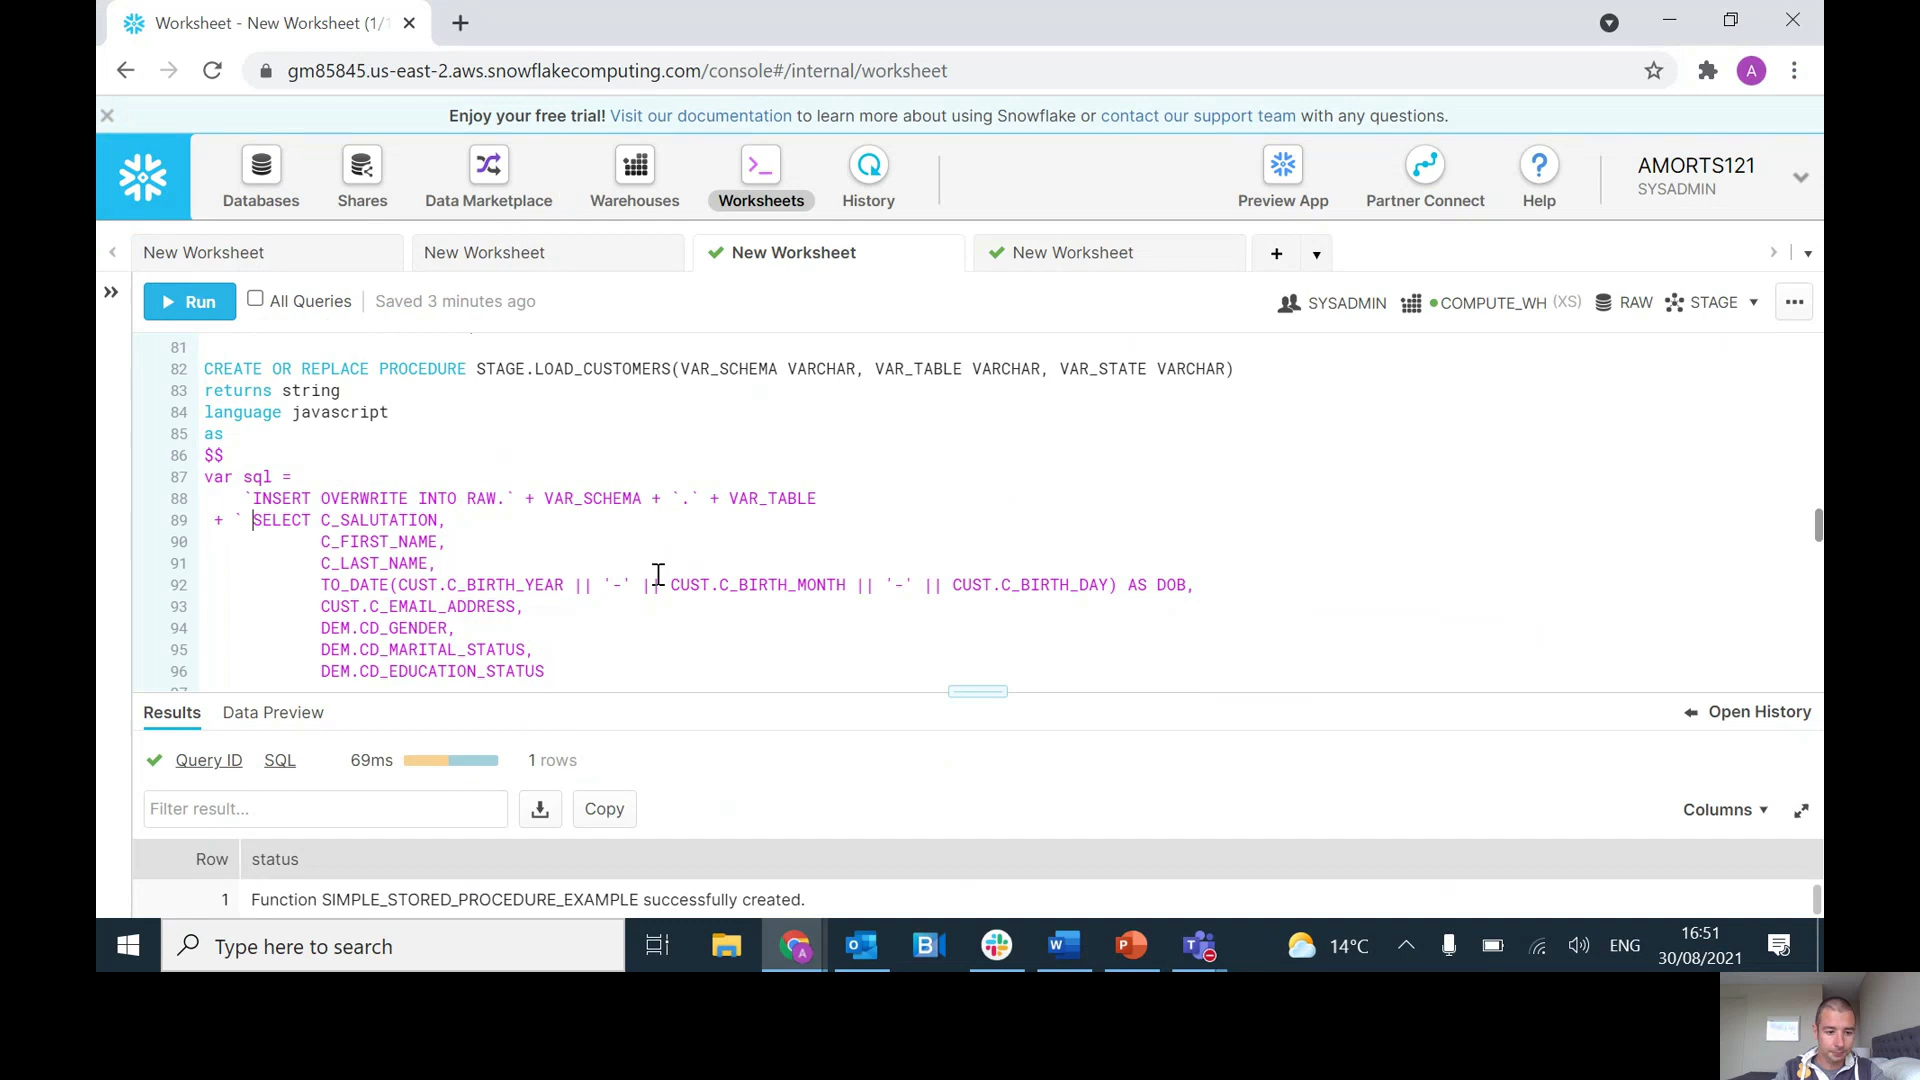 Worksheet - New Worksheet (1/1
gm85845.us-east-2.aws.snowflakecomputing.com/console#/internal/worksheet
A
Enjoy your free trial! Visit our documentation to learn more about using Snowflake or contact our support team with any questions.
Databases
Shares
Data Marketplace
Warehouses
Worksheets
History
Preview App
Partner Connect
Help
AMORTS121
SYSADMIN
New Worksheet
New Worksheet
New Worksheet
New Worksheet
Run
All Queries
Saved 3 minutes ago
SYSADMIN
COMPUTE_WH (XS)
RAW
STAGE
81
82 CREATE OR REPLACE PROCEDURE STAGE.LOAD_CUSTOMERS(VAR_SCHEMA VARCHAR, VAR_TABLE VARCHAR, VAR_STATE VARCHAR)
83 returns string
84 language javascript
85 as
86 $$
87 var sql =
88 `INSERT OVERWRITE INTO RAW.` + VAR_SCHEMA + `.` + VAR_TABLE
89 + ` SELECT C_SALUTATION,
90 C_FIRST_NAME,
91 C_LAST_NAME,
92 TO_DATE(CUST.C_BIRTH_YEAR || '-' || CUST.C_BIRTH_MONTH || '-' || CUST.C_BIRTH_DAY) AS DOB,
93 CUST.C_EMAIL_ADDRESS,
94 DEM.CD_GENDER,
95 DEM.CD_MARITAL_STATUS,
96 DEM.CD_EDUCATION_STATUS
Results
Data Preview
Open History
Query ID
SQL
69ms
1 rows
Filter result...
Copy
Columns
Row status
1 Function SIMPLE_STORED_PROCEDURE_EXAMPLE successfully created.
Type here to search
14°C
ENG
16:51
30/08/2021